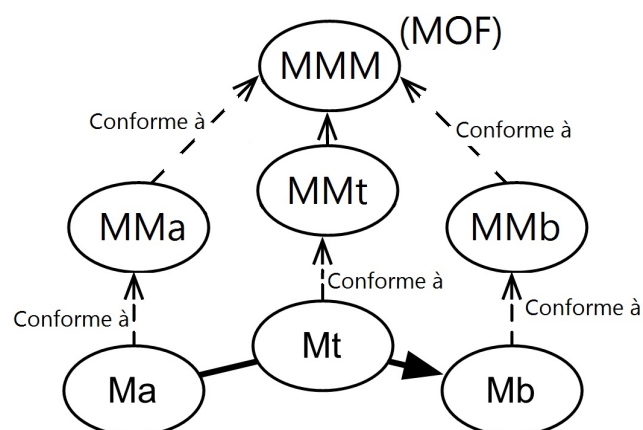 (MOF)
MMM
Conforme à
Conforme à
MMt
MMa
MMb
Conforme à
Conforme à
Conforme à
Mt
Ma
Mb